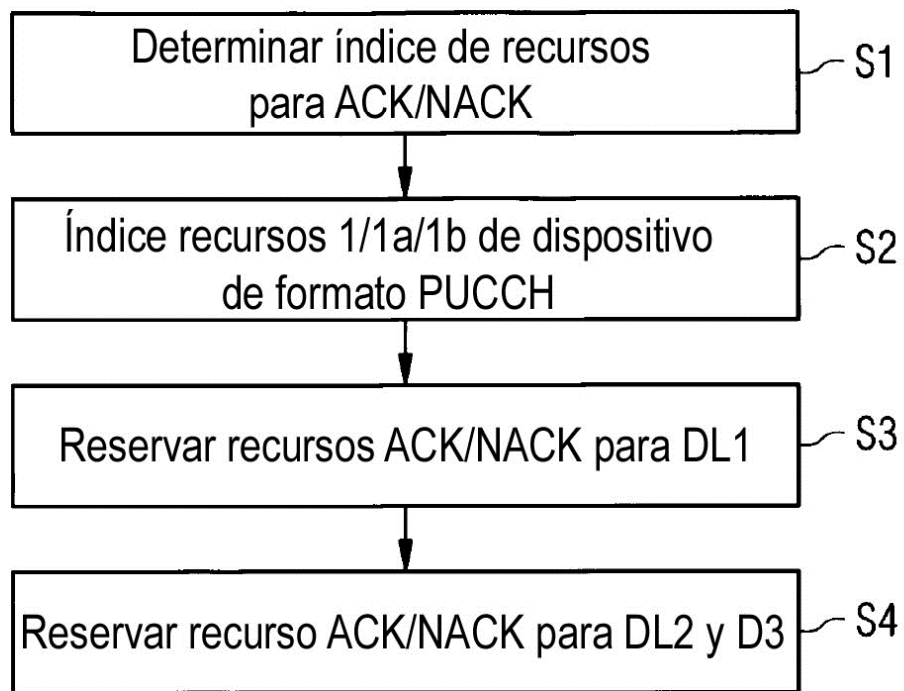 Determinar índice de recursos
para ACK/NACK
S1
Índice recursos 1/1a/1b de dispositivo
de formato PUCCH
S2
Reservar recursos ACK/NACK para DL1
S3
Reservar recurso ACK/NACK para DL2 y D3
S4